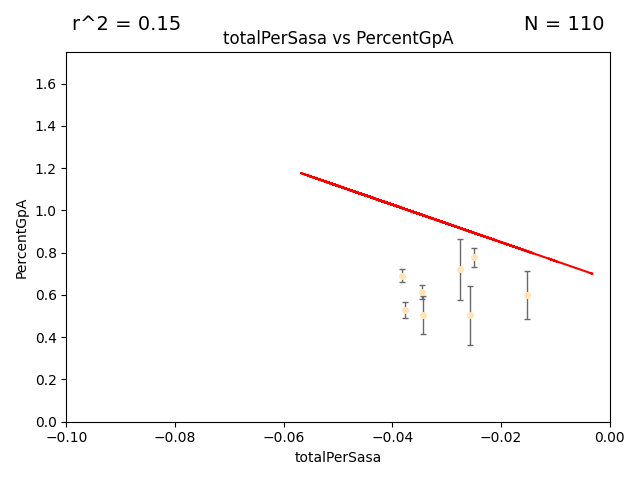 r^2 = 0.15
N = 110
totalPerSasa vs PercentGpA
PercentGpA
1.6
1.4
1.2
1.0
0.8
0.6
0.4
0.2
0.0
−0.10 −0.08 −0.06 −0.04 −0.02 0.00
totalPerSasa